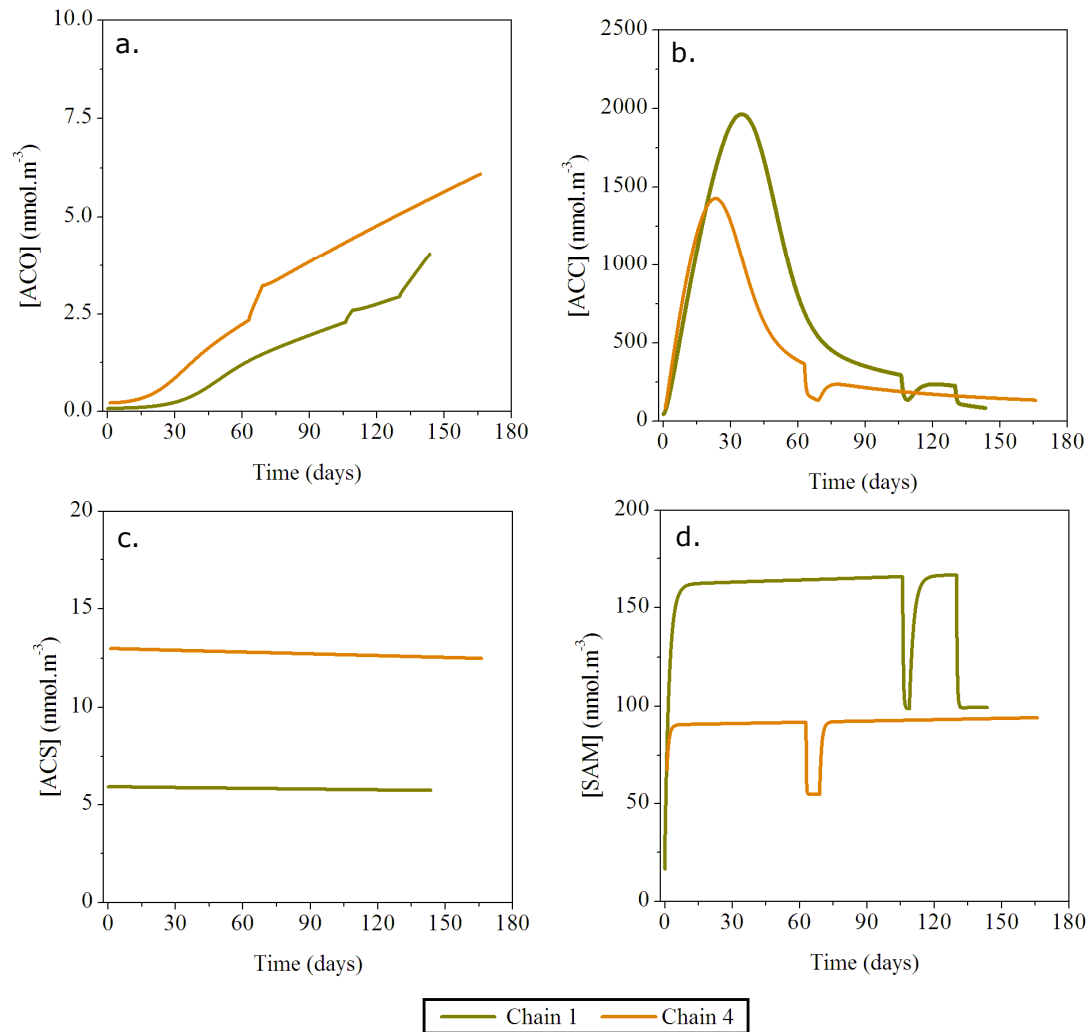 a.
10.0
7.5
5.0
2.5
0.0
[ACO] (nmol.m-3)
0 30 60 90 120 150 180
Time (days)
b.
2500
2000
1500
1000
500
0
[ACC] (nmol.m-3)
0 30 60 90 120 150 180
Time (days)
c.
20
15
10
5
0
[ACS] (nmol.m-3)
0 30 60 90 120 150 180
Time (days)
d.
200
150
100
50
0
[SAM] (nmol.m-3)
0 30 60 90 120 150 180
Time (days)
Chain 1 Chain 4